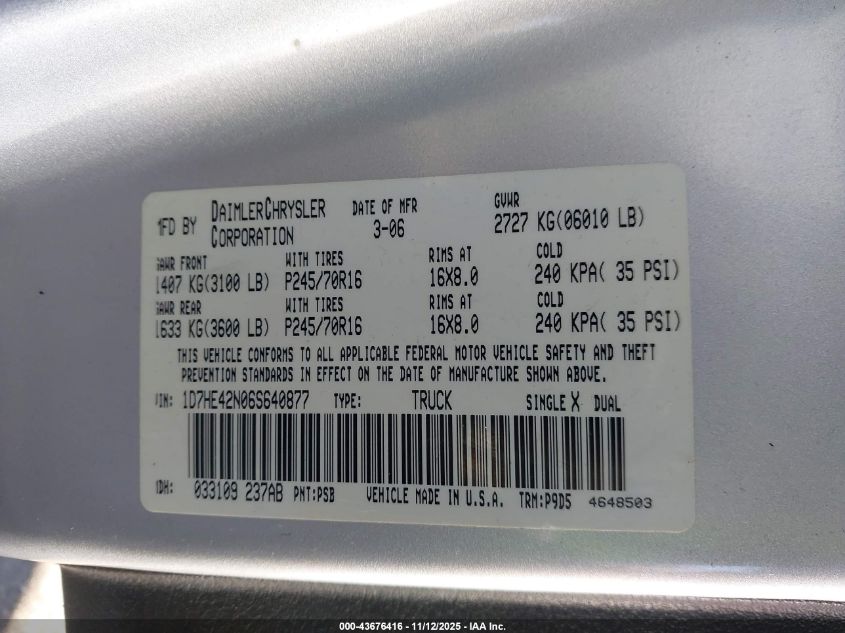 MFD BY DAIMLERCHRYSLER CORPORATION DATE OF MFR 3-06 GVWR 2727 KG(06010 LB)
GAWR FRONT WITH TIRES RIMS AT COLD
1407 KG(3100 LB) P245/70R16 16X8.0 240 KPA( 35 PSI)
GAWR REAR WITH TIRES RIMS AT COLD
1633 KG(3600 LB) P245/70R16 16X8.0 240 KPA( 35 PSI)
THIS VEHICLE CONFORMS TO ALL APPLICABLE FEDERAL MOTOR VEHICLE SAFETY AND THEFT
PREVENTION STANDARDS IN EFFECT ON THE DATE OF MANUFACTURE SHOWN ABOVE.
VIN: 1D7HE42N06S640877 TYPE: TRUCK SINGLE X DUAL
MDH: 033109 237AB PNT:PSB VEHICLE MADE IN U.S.A. TRM:P9D5 4648503
000-43676416 - 11/12/2025 - IAA Inc.